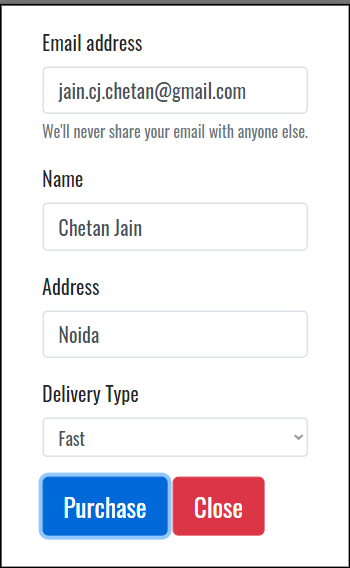 Email address
jain.cj.chetan@gmail.com
We'll never share your email with anyone else.
Name
Chetan Jain
Address
Noida
Delivery Type
Fast
Purchase Close